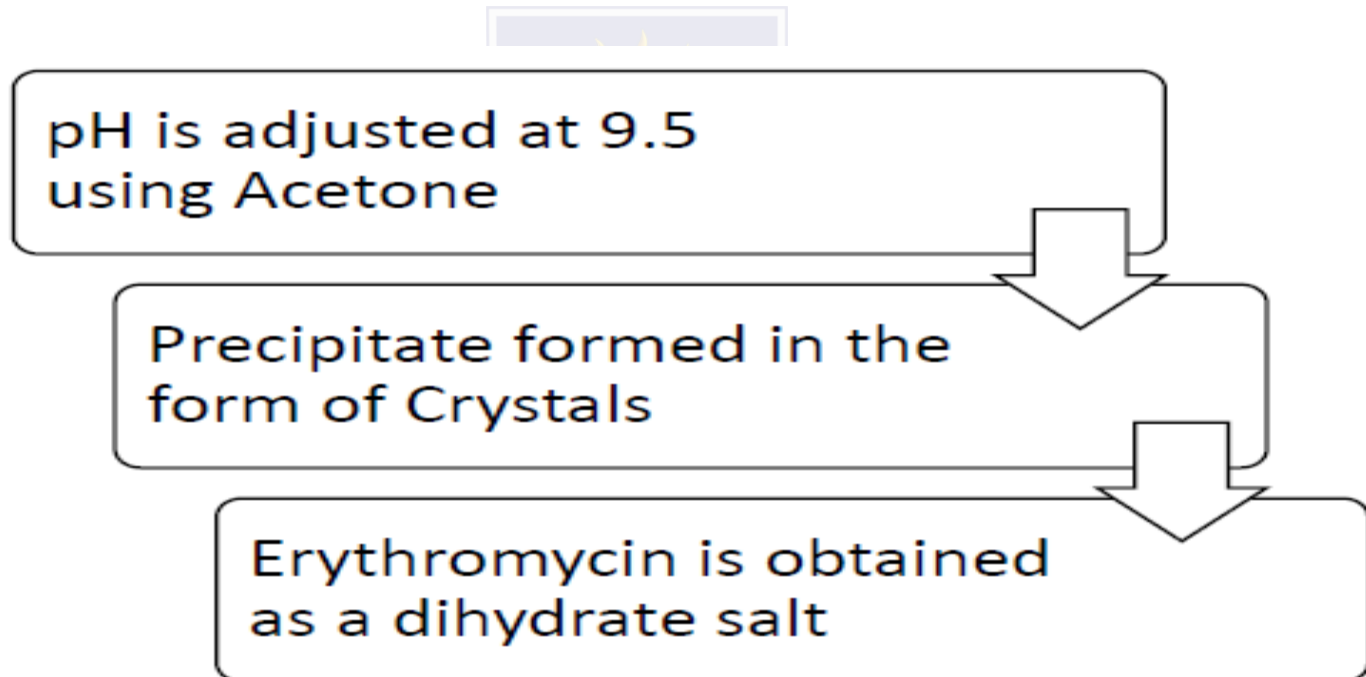 pH is adjusted at 9.5
using Acetone
Precipitate formed in the
form of Crystals
Erythromycin is obtained
as a dihydrate salt